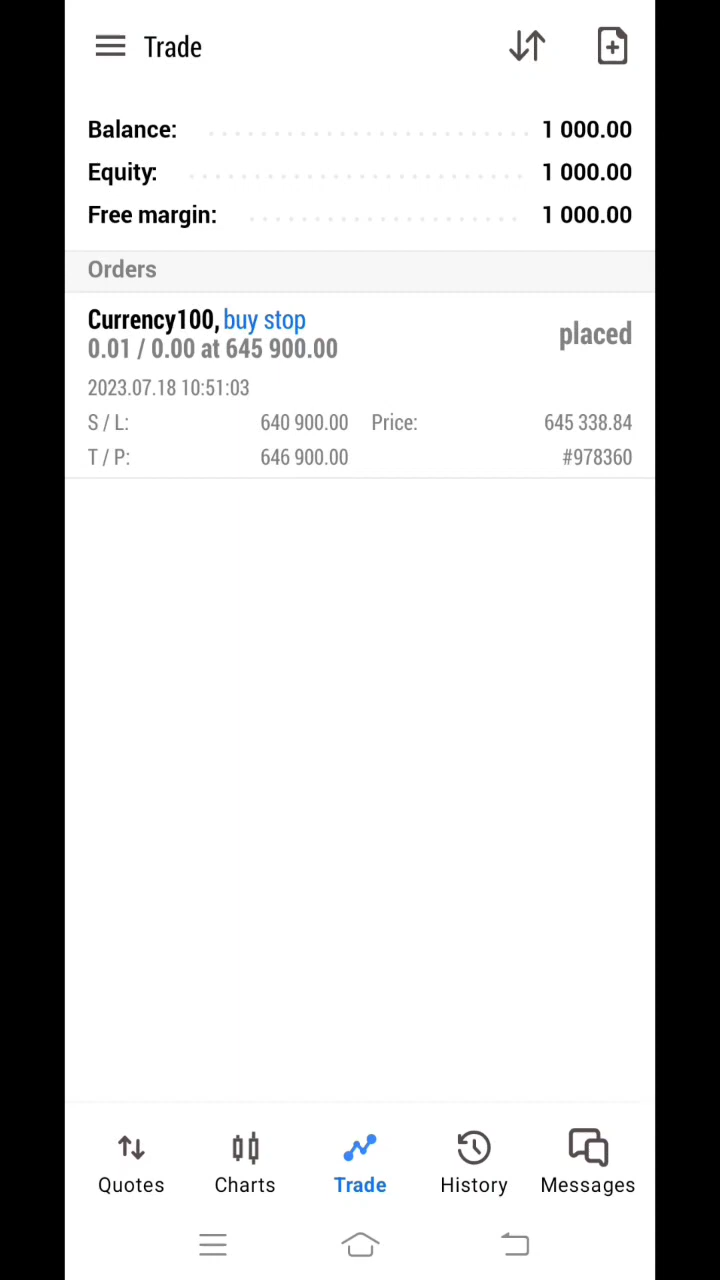 Trade
Balance: 1 000.00
Equity: 1 000.00
Free margin: 1 000.00
Orders
Currency100, buy stop
placed
0.01 / 0.00 at 645 900.00
2023.07.18 10:51:03
S / L: 640 900.00 Price: 645 338.84
T / P: 646 900.00 #978360
Quotes Charts Trade History Messages